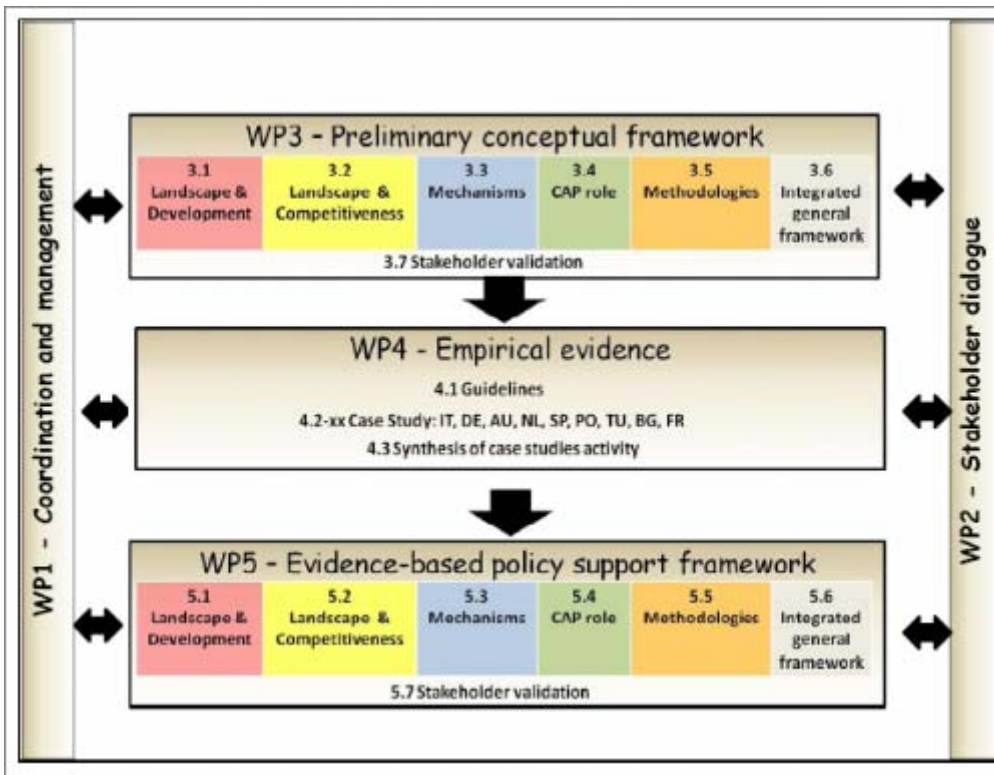 WP1 - Coordination and management
WP3 - Preliminary conceptual framework
3.1
Landscape &
Development
3.2
Landscape &
Competitiveness
3.3
Mechanisms
3.4
CAP role
3.5
Methodologies
3.6
Integrated
general
framework
3.7 Stakeholder validation
WP4 - Empirical evidence
4.1 Guidelines
4.2-xx Case Study: IT, DE, AU, NL, SP, PO, TU, BG, FR
4.3 Synthesis of case studies activity
WP5 - Evidence-based policy support framework
5.1
Landscape &
Development
5.2
Landscape &
Competitiveness
5.3
Mechanisms
5.4
CAP role
5.5
Methodologies
5.6
Integrated
general
framework
5.7 Stakeholder validation
WP2 - Stakeholder dialogue